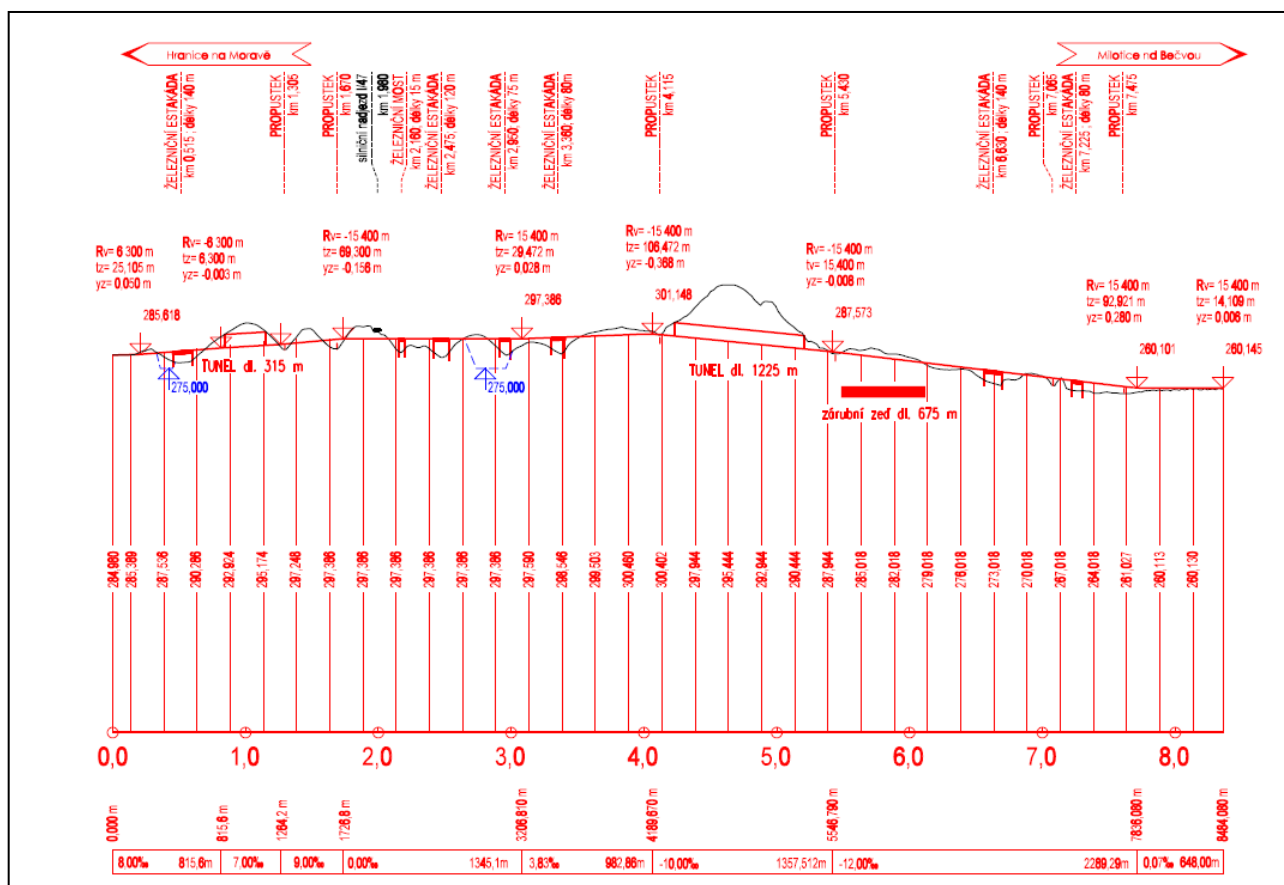 Hranice na Moravě
Milotice nd Bečvou
ŽELEZNIČNÍ ESTAKÁDA
km 0,515 ; délky 140 m
PROPUSTEK
km 1,305
PROPUSTEK
km 1,670
silniční nadjezd I/47
km 1,980
ŽELEZNIČNÍ MOST
km 2,160, délky 15 m
ŽELEZNIČNÍ ESTAKÁDA
km 2,475, délky 120 m
ŽELEZNIČNÍ ESTAKÁDA
km 2,960, délky 75 m
ŽELEZNIČNÍ ESTAKÁDA
km 3,360, délky 80m
PROPUSTEK
km 4,115
PROPUSTEK
km 5,430
ŽELEZNIČNÍ ESTAKÁDA
km 6,630 ; délky 140 m
PROPUSTEK
km 7,065
ŽELEZNIČNÍ ESTAKÁDA
km 7,225 ; délky 80 m
PROPUSTEK
km 7,475
Rv= 6 300 m
tz= 25,105 m
yz= 0,050 m
Rv= -6 300 m
tz= 6,300 m
yz= -0,003 m
Rv= -15 400 m
tz= 69,300 m
yz= -0,156 m
Rv= 15 400 m
tz= 29,472 m
yz= 0,028 m
Rv= -15 400 m
tz= 106,472 m
yz= -0,368 m
Rv= -15 400 m
tv= 15,400 m
yz= -0,008 m
Rv= 15 400 m
tz= 92,921 m
yz= 0,280 m
Rv= 15 400 m
tz= 14,109 m
yz= 0,006 m
285,618
297,386
301,148
287,573
260,101
260,145
TUNEL dl. 315 m
275,000
275,000
TUNEL dl. 1225 m
zárubní zeď dl. 675 m
284,980
285,389
287,536
290,286
292,924
295,174
297,248
297,386
297,386
297,386
297,386
297,386
297,386
297,590
298,546
299,503
300,460
300,402
297,944
295,444
292,944
290,444
287,944
285,018
282,018
279,018
276,018
273,018
270,018
267,018
264,018
261,027
260,113
260,130
0,0 1,0 2,0 3,0 4,0 5,0 6,0 7,0 8,0
0,000 m
815,6 m
1264,2 m
1726,8 m
3206,810 m
4189,670 m
5546,790 m
7836,080 m
8484,080 m
8.00‰ 815,6m 7,00‰ 9,00‰ 0.00‰ 1345,1m 3,83‰ 982,86m -10,00‰ 1357,512m -12,00‰ 2289.29m 0,07‰ 648,00m